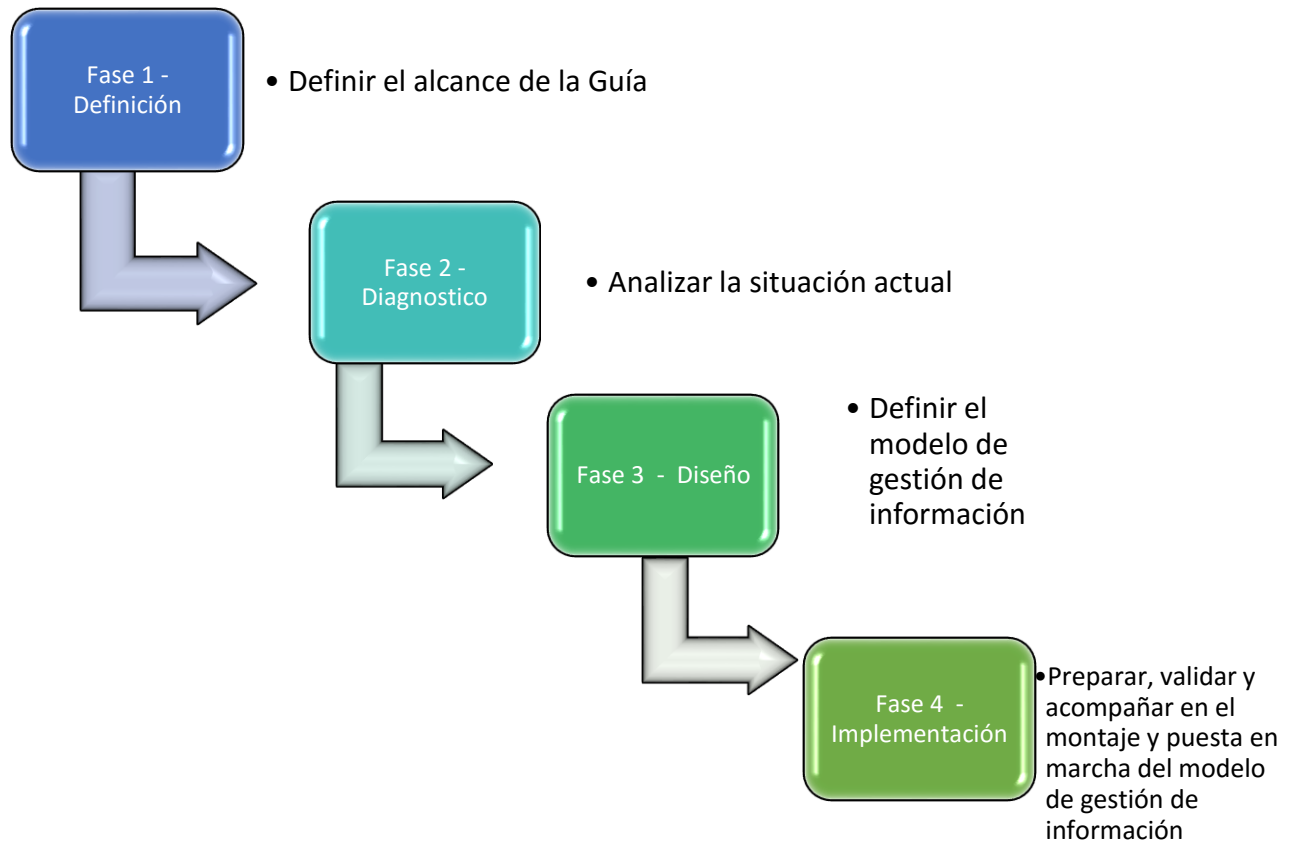 Fase 1 -
Definición
• Definir el alcance de la Guía
Fase 2 -
Diagnostico
• Analizar la situación actual
Fase 3 - Diseño
• Definir el
modelo de
gestión de
información
Fase 4 -
Implementación
•Preparar, validar y
acompañar en el
montaje y puesta en
marcha del modelo
de gestión de
información